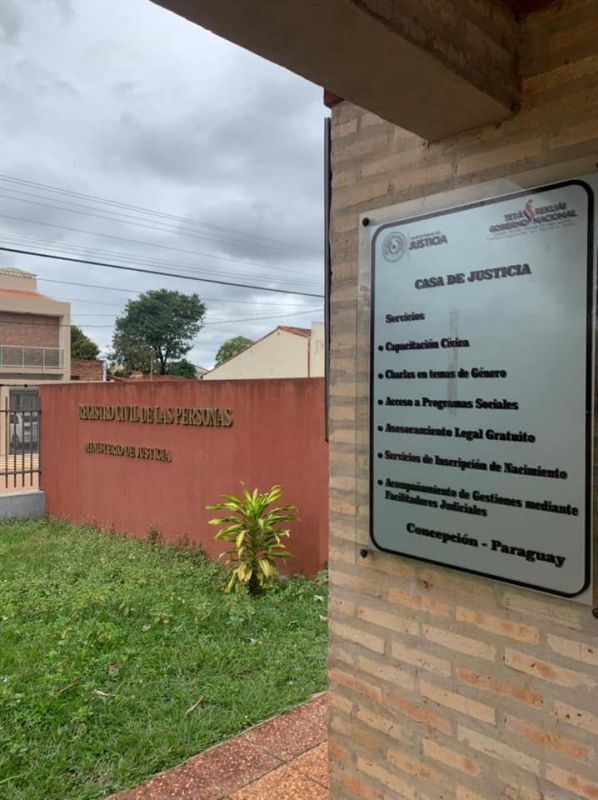 REGISTRO CIVIL DE LAS PERSONAS
MINISTERIO DE JUSTICIA
JUSTICIA
TETÃ REKUÁI
GOBIERNO NACIONAL
CASA DE JUSTICIA
Servicios
• Capacitación Cívica
• Charlas en temas de Género
• Acceso a Programas Sociales
• Asesoramiento Legal Gratuito
• Servicios de Inscripción de Nacimiento
• Acompañamiento de Gestiones mediante
Facilitadores Judiciales
Concepción - Paraguay